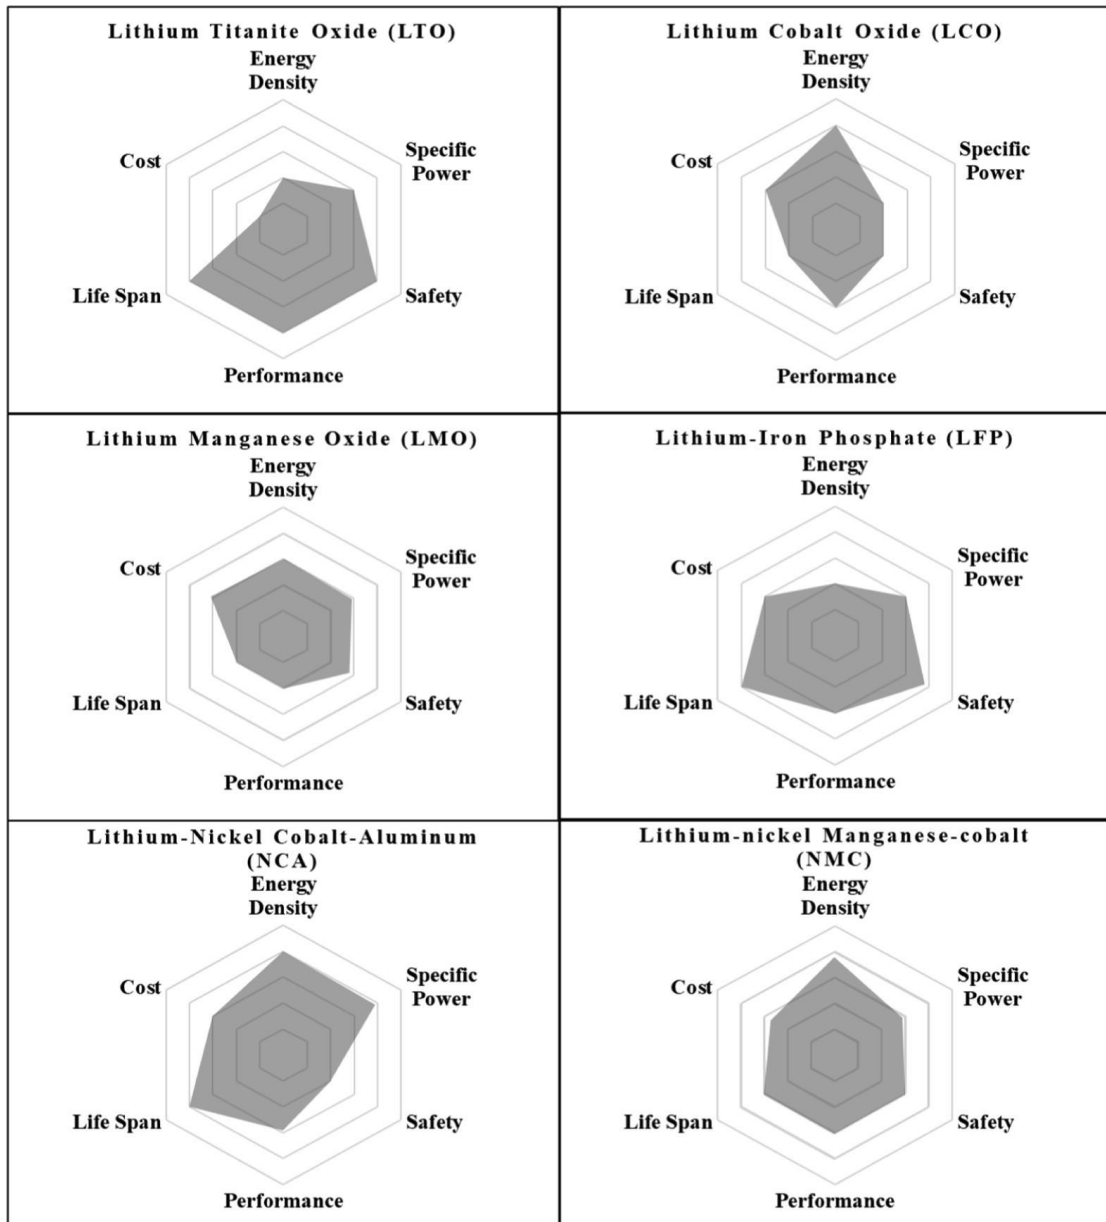 Lithium Titanite Oxide (LTO)
Energy
Density
Specific
Power
Safety
Performance
Life Span
Cost
Lithium Cobalt Oxide (LCO)
Energy
Density
Specific
Power
Safety
Performance
Life Span
Cost
Lithium Manganese Oxide (LMO)
Energy
Density
Specific
Power
Safety
Performance
Life Span
Cost
Lithium-Iron Phosphate (LFP)
Energy
Density
Specific
Power
Safety
Performance
Life Span
Cost
Lithium-Nickel Cobalt-Aluminum
(NCA)
Energy
Density
Specific
Power
Safety
Performance
Life Span
Cost
Lithium-nickel Manganese-cobalt
(NMC)
Energy
Density
Specific
Power
Safety
Performance
Life Span
Cost